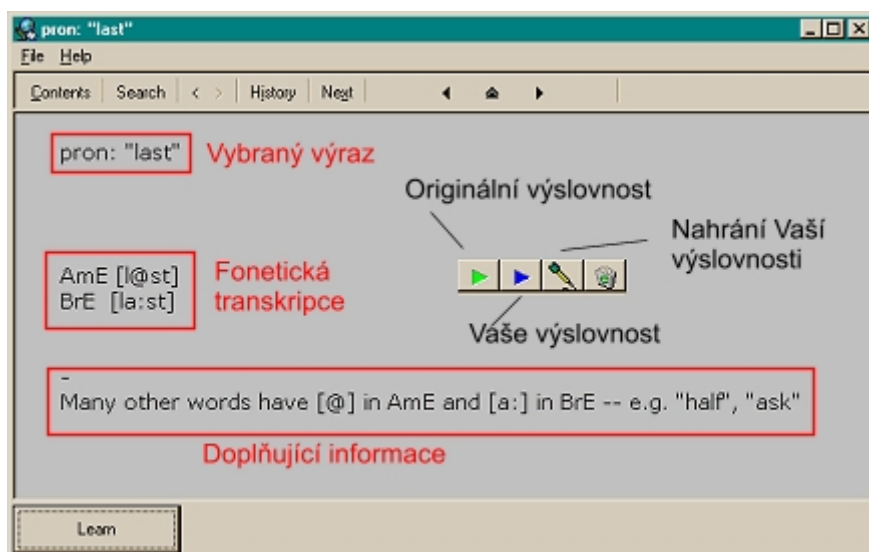 pron: "last"
File Help
Contents Search < > History Next
pron: "last" Vybraný výraz
Originální výslovnost
Nahrání Vaší
výslovnosti
AmE [l@st]
BrE [la:st]
Fonetická
transkripce
Váše výslovnost
-
Many other words have [@] in AmE and [a:] in BrE -- e.g. "half", "ask"
Doplňující informace
Learn